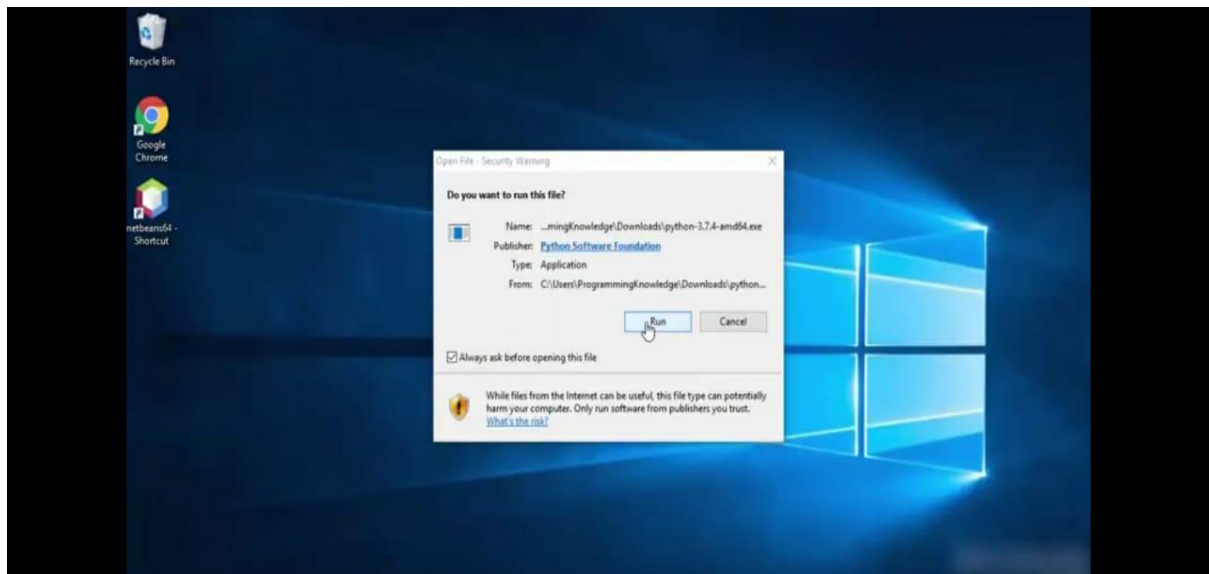 Recycle Bin
Google
Chrome
netbeans64 -
Shortcut
Open File - Security Warning
Do you want to run this file?
Name: ...mingKnowledge\Downloads\python-3.7.4-amd64.exe
Publisher: Python Software Foundation
Type: Application
From: C:\Users\ProgrammingKnowledge\Downloads\python...
Run Cancel
Always ask before opening this file
While files from the Internet can be useful, this file type can potentially
harm your computer. Only run software from publishers you trust.
What's the risk?